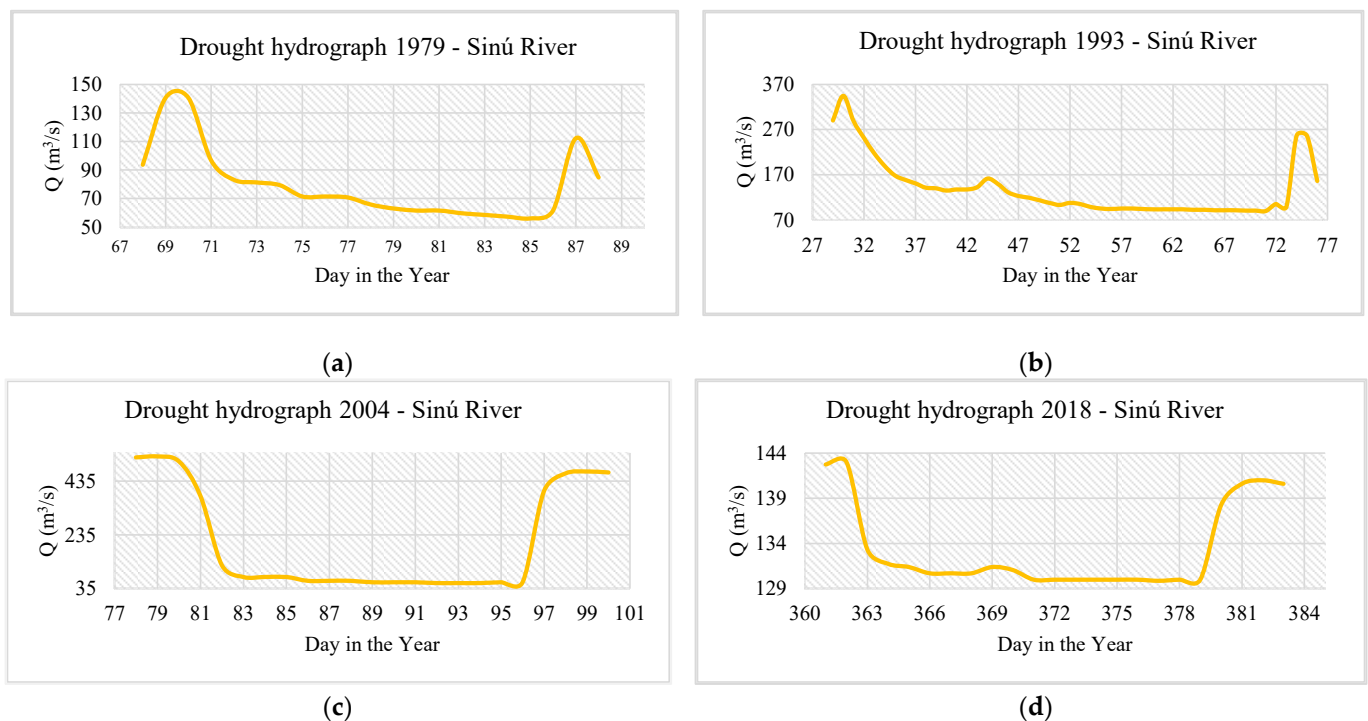 Drought hydrograph 1979 - Sinú River
Q (m³/s)
150
130
110
90
70
50
67 69 71 73 75 77 79 81 83 85 87 89
Day in the Year
(a)
Drought hydrograph 1993 - Sinú River
Q (m³/s)
370
270
170
70
27 32 37 42 47 52 57 62 67 72 77
Day in the Year
(b)
Drought hydrograph 2004 - Sinú River
Q (m³/s)
435
235
35
77 79 81 83 85 87 89 91 93 95 97 99 101
Day in the Year
(c)
Drought hydrograph 2018 - Sinú River
Q (m³/s)
144
139
134
129
360 363 366 369 372 375 378 381 384
Day in the Year
(d)